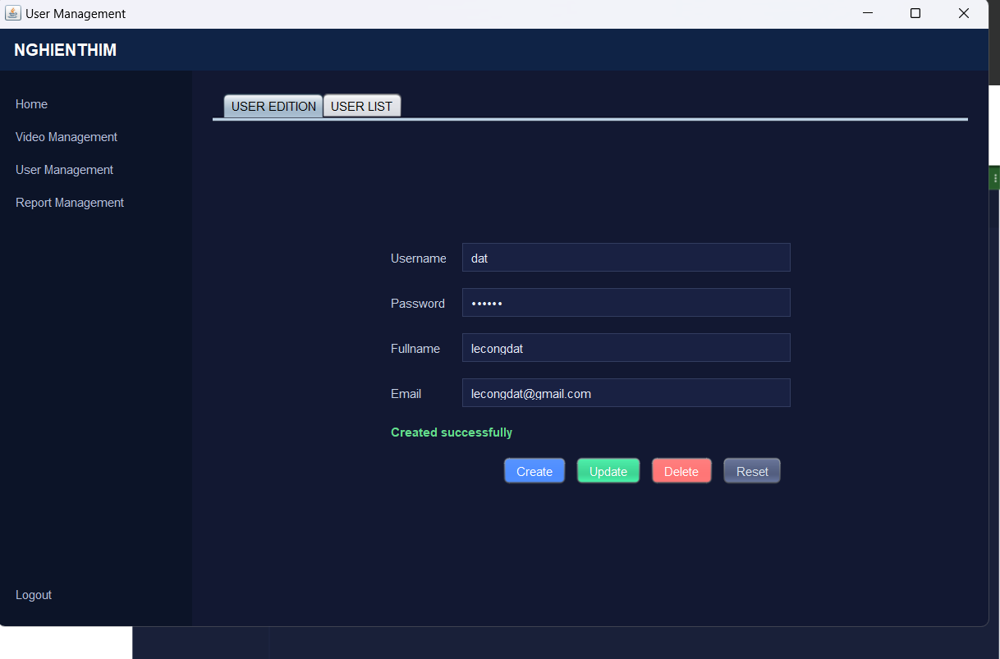 User Management
NGHIENTHIM
Home
Video Management
User Management
Report Management
Logout
USER EDITION USER LIST
Username dat
Password ••••••
Fullname lecongdat
Email lecongdat@gmail.com
Created successfully
Create Update Delete Reset